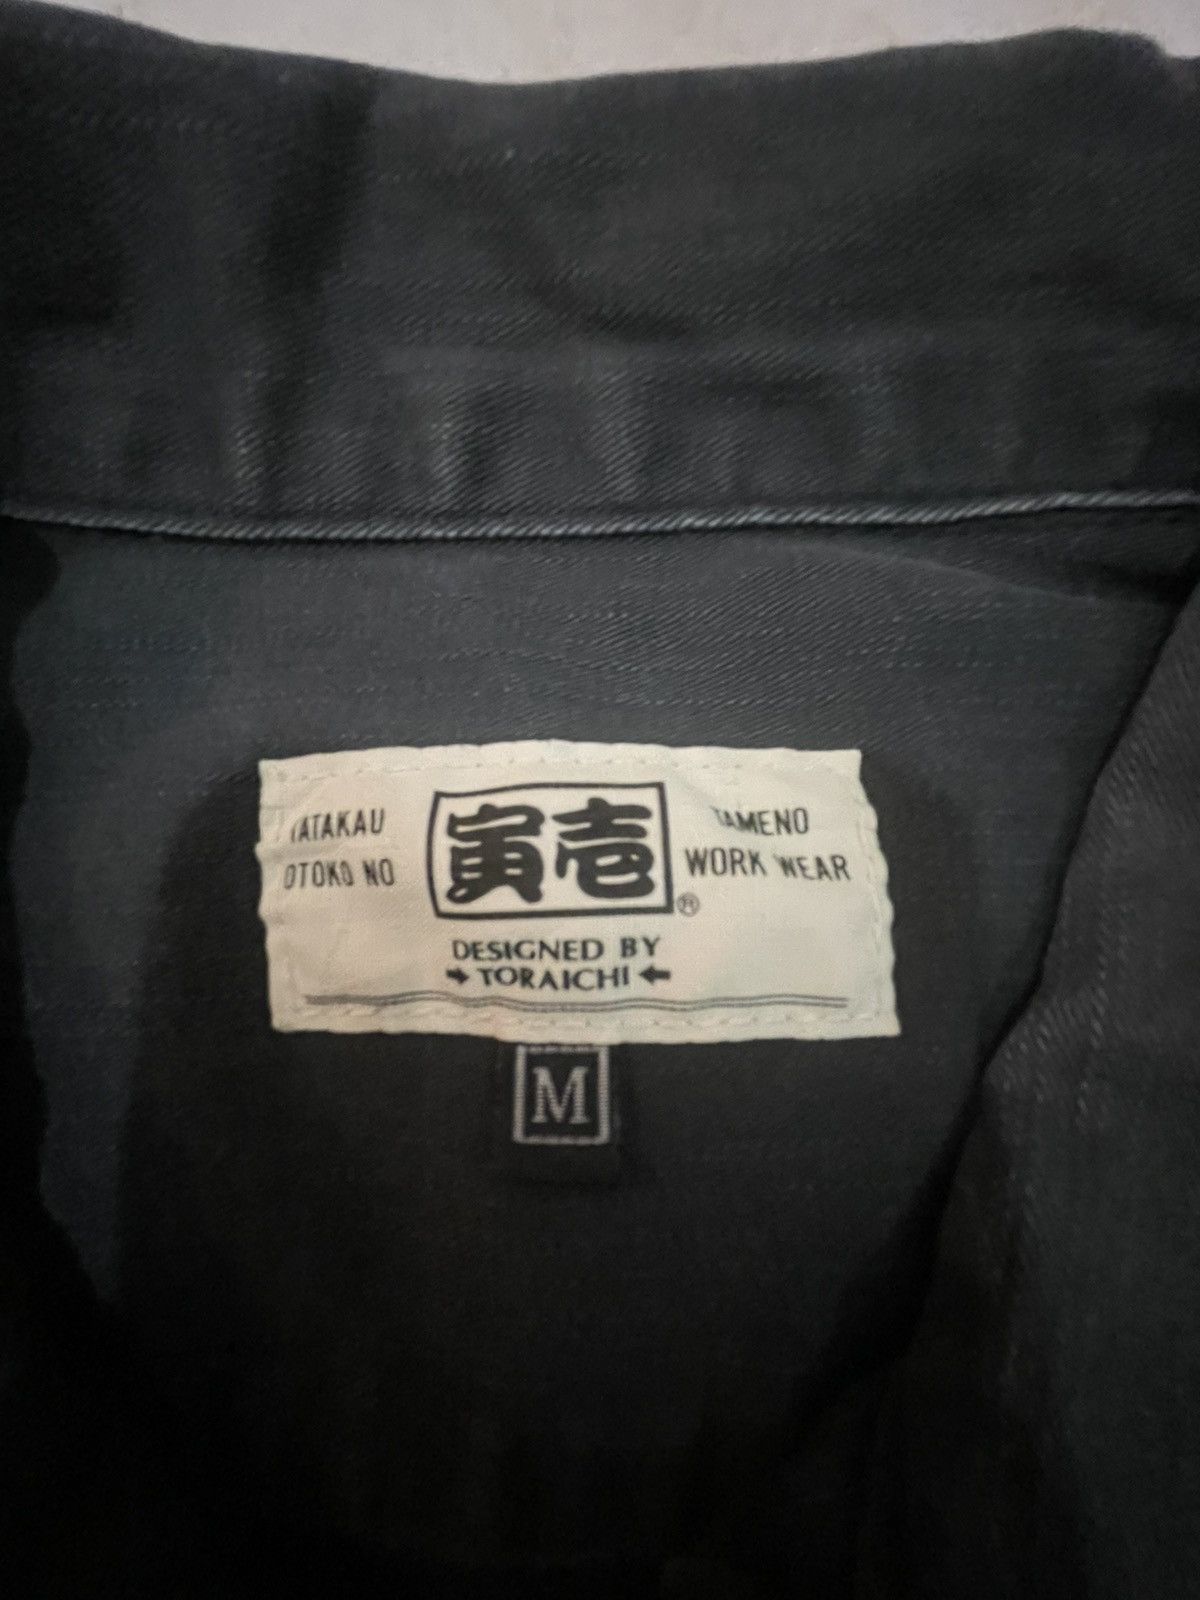 TATAKAU
OTOKO NO
寅壱
®
TAMENO
WORK WEAR
DESIGNED BY
→TORAICHI←
M